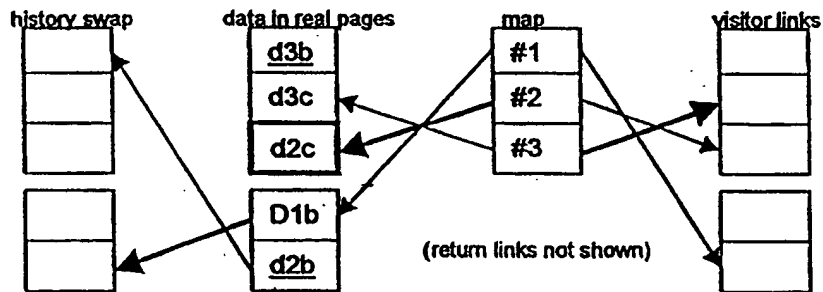 history swap data in real pages map visitor links
d3b #1
d3c #2
d2c #3
D1b
d2b
(return links not shown)